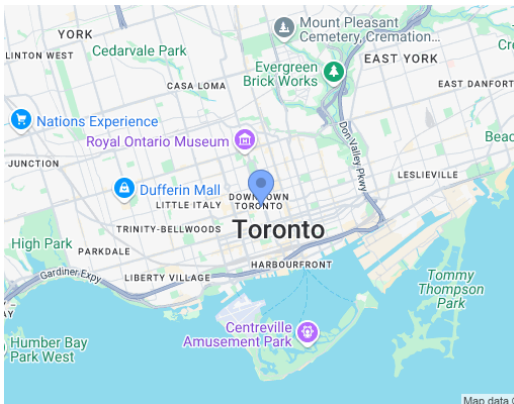 YORK
Mount Pleasant
Cemetery, Cremation...
Cedarvale Park
LINTON WEST
EAST YORK
Evergreen
Brick Works
CASA LOMA
EAST DANFORT
Nations Experience
Royal Ontario Museum
Don Valley Pkwy
Beac
JUNCTION
LESLIEVILLE
Dufferin Mall
DOWNTOWN
TORONTO
LITTLE ITALY
TRINITY-BELLWOODS
Toronto
High Park
PARKDALE
HARBOURFRONT
Gardiner Expy
LIBERTY VILLAGE
Tommy
Thompson
Park
AY
Centreville
Amusement Park
Humber Bay
Park West
Map data